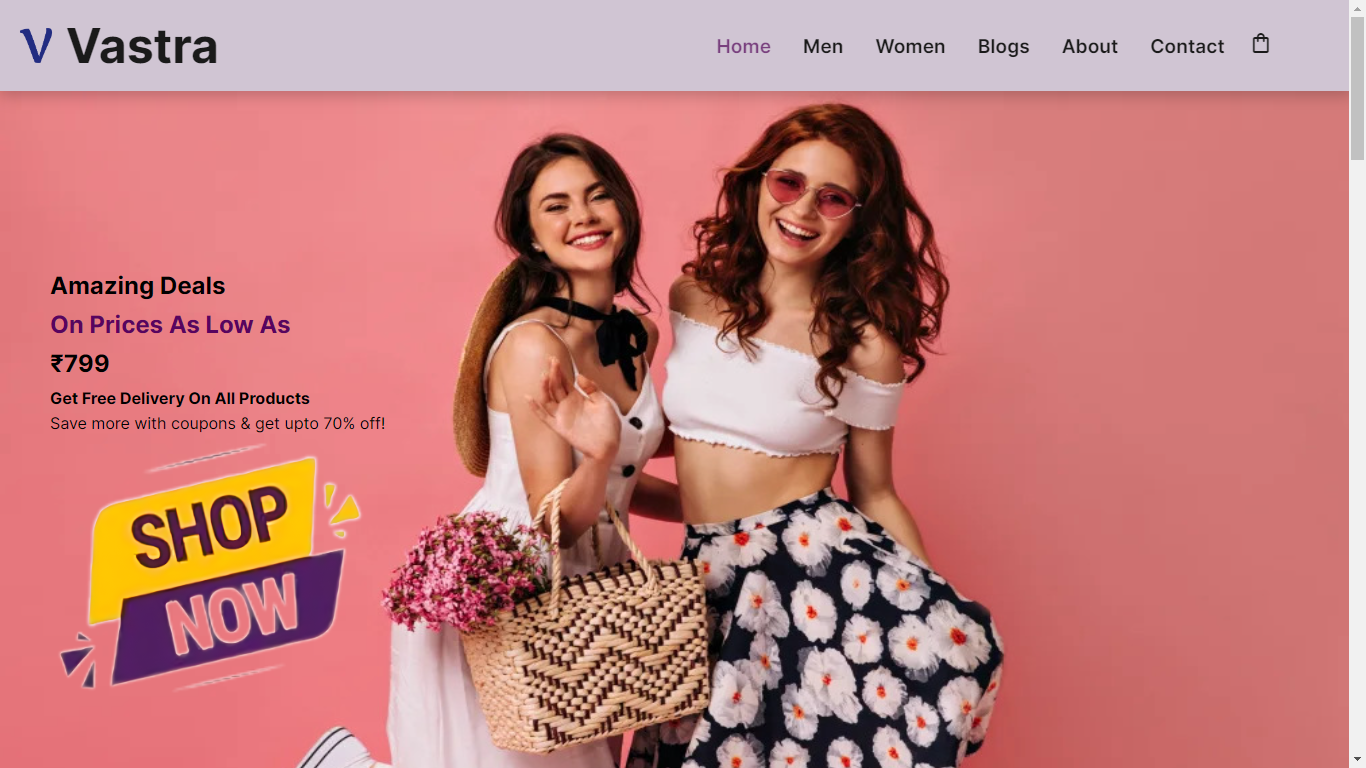 V Vastra
Home Men Women Blogs About Contact
Amazing Deals
On Prices As Low As
₹799
Get Free Delivery On All Products
Save more with coupons & get upto 70% off!
SHOP
NOW